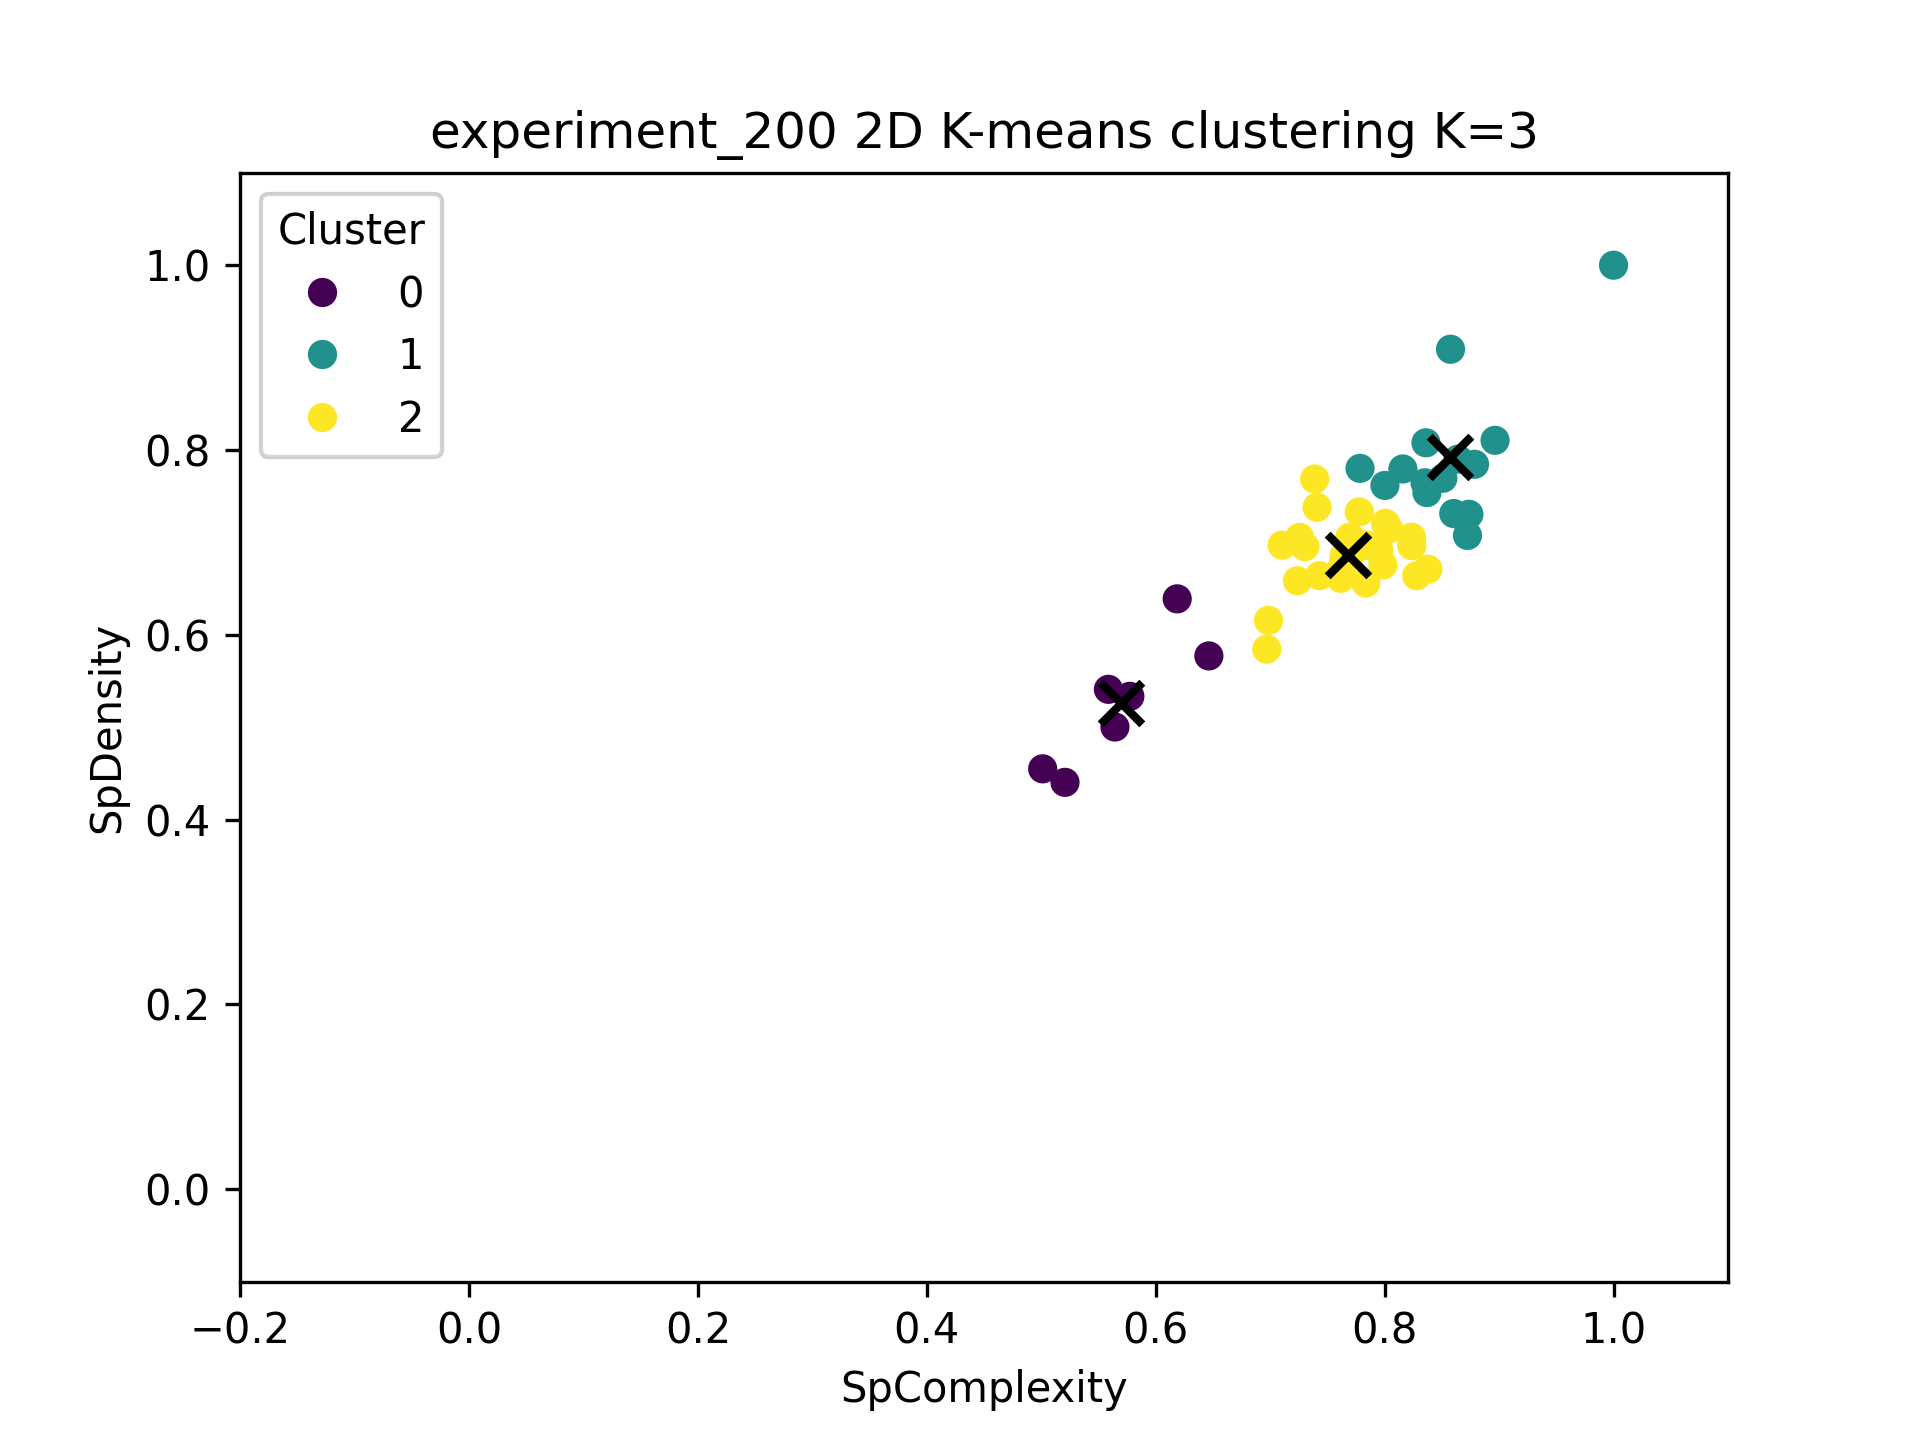 experiment_200 2D K-means clustering K=3
Cluster
0
1
2
1.0
0.8
0.6
0.4
0.2
0.0
SpDensity
−0.2 0.0 0.2 0.4 0.6 0.8 1.0
SpComplexity